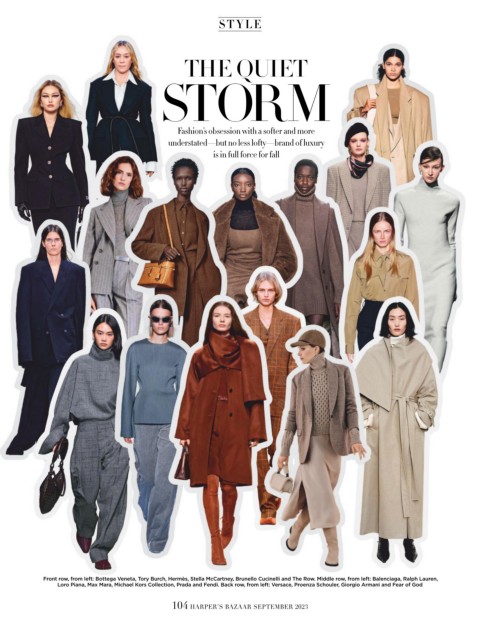 STYLE
THE QUIET
STORM
Fashion's obsession with a softer and more
understated—but no less lofty—brand of luxury
is in full force for fall
Front row, from left: Bottega Veneta, Tory Burch, Hermès, Stella McCartney, Brunello Cucinelli and The Row. Middle row, from left: Balenciaga, Ralph Lauren,
Loro Piana, Max Mara, Michael Kors Collection, Prada and Fendi. Back row, from left: Versace, Proenza Schouler, Giorgio Armani and Fear of God
104 HARPER'S BAZAAR SEPTEMBER 2023